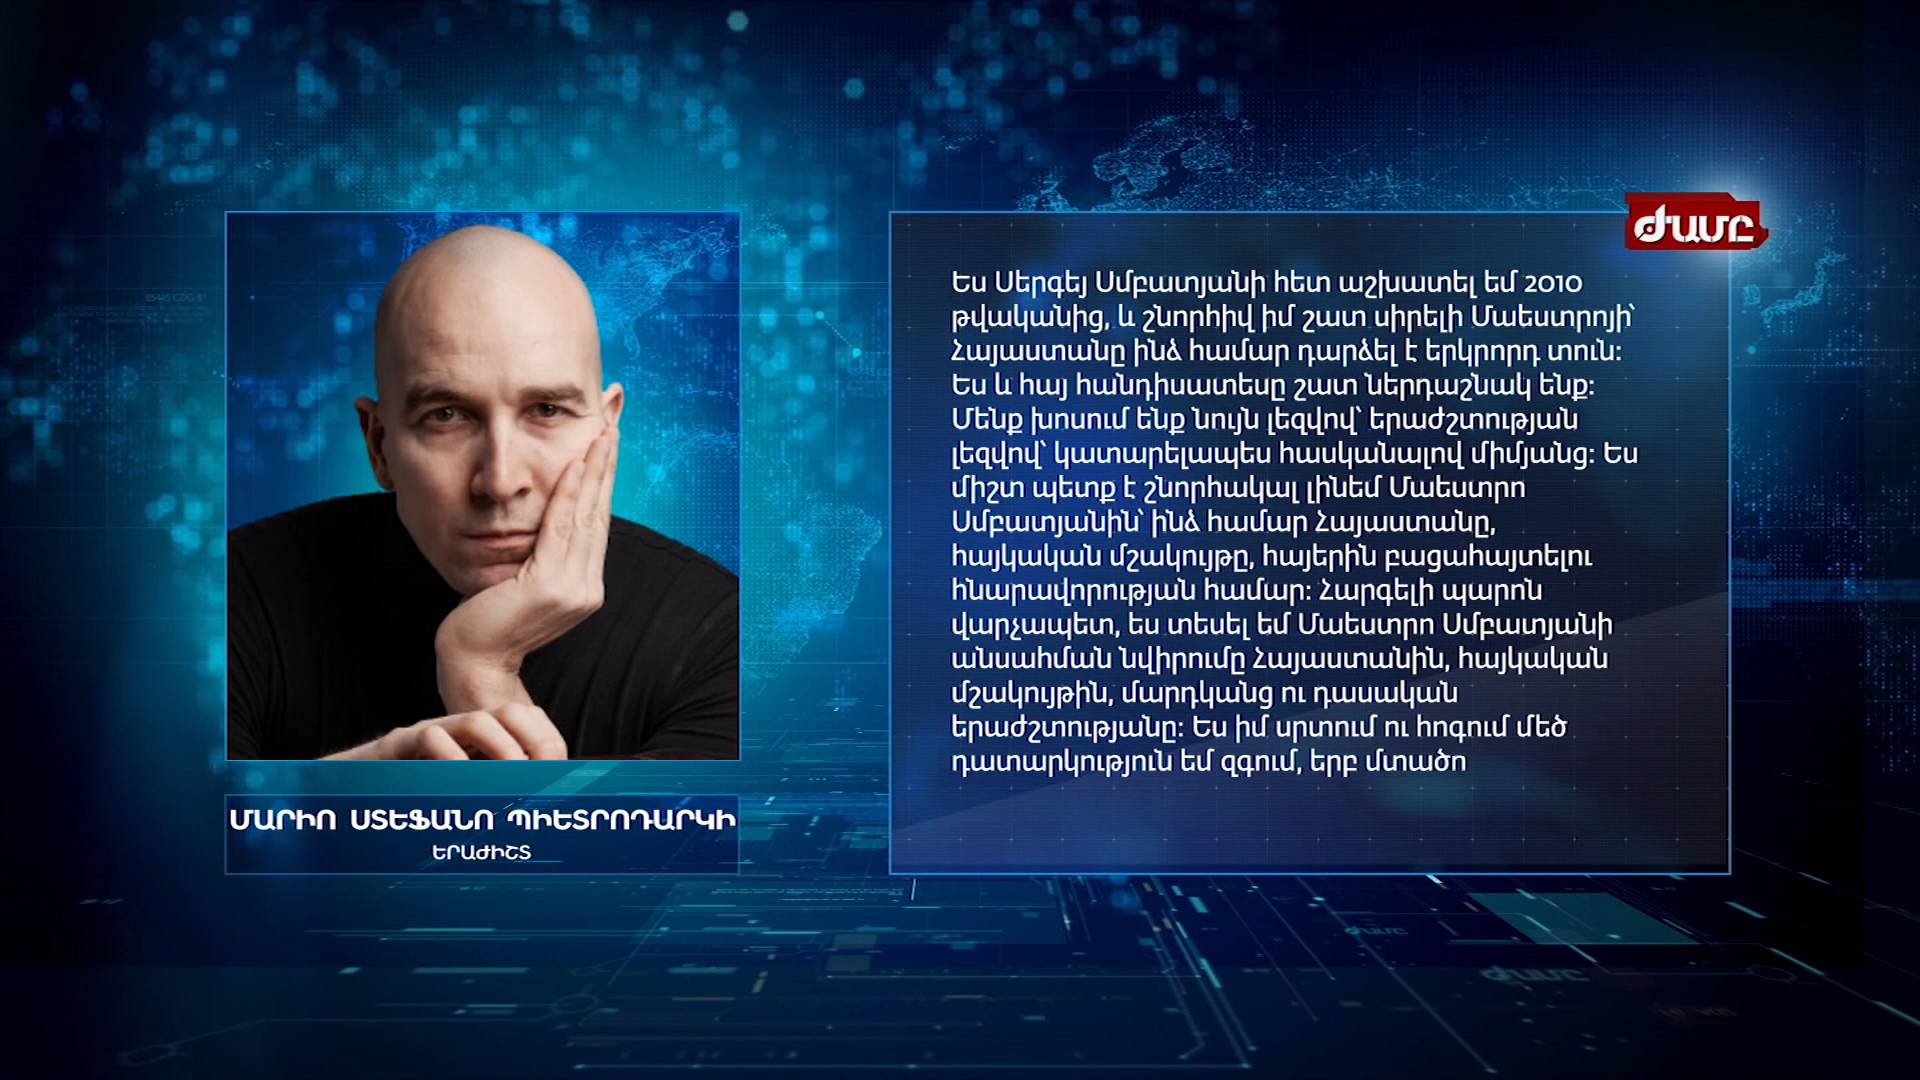 ԺԱՄԸ
Ես Սերգեյ Սմբատյանի հետ աշխատել եմ 2010
թվականից, և շնորհիվ իմ շատ սիրելի Մաեստրոյի՝
Հայաստանը ինձ համար դարձել է երկրորդ տուն:
Ես և հայ հանդիսատեսը շատ ներդաշնակ ենք:
Մենք խոսում ենք նույն լեզվով՝ երաժշտության
լեզվով՝ կատարելապես հասկանալով միմյանց: Ես
միշտ պետք է շնորհակալ լինեմ Մաեստրո
Սմբատյանին՝ ինձ համար Հայաստանը,
հայկական մշակույթը, հայերին բացահայտելու
հնարավորության համար: Հարգելի պարոն
վարչապետ, ես տեսել եմ Մաեստրո Սմբատյանի
անսահման նվիրումը Հայաստանին, հայկական
մշակույթին, մարդկանց ու դասական
երաժշտությանը: Ես իմ սրտում ու հոգում մեծ
դատարկություն եմ զգում, երբ մտածո
ՄԱՐԻՈ ՍՏԵՖԱՆՈ ՊԻԵՏՐՈԴԱՐԿԻ
ԵՐԱԺԻՇՏ